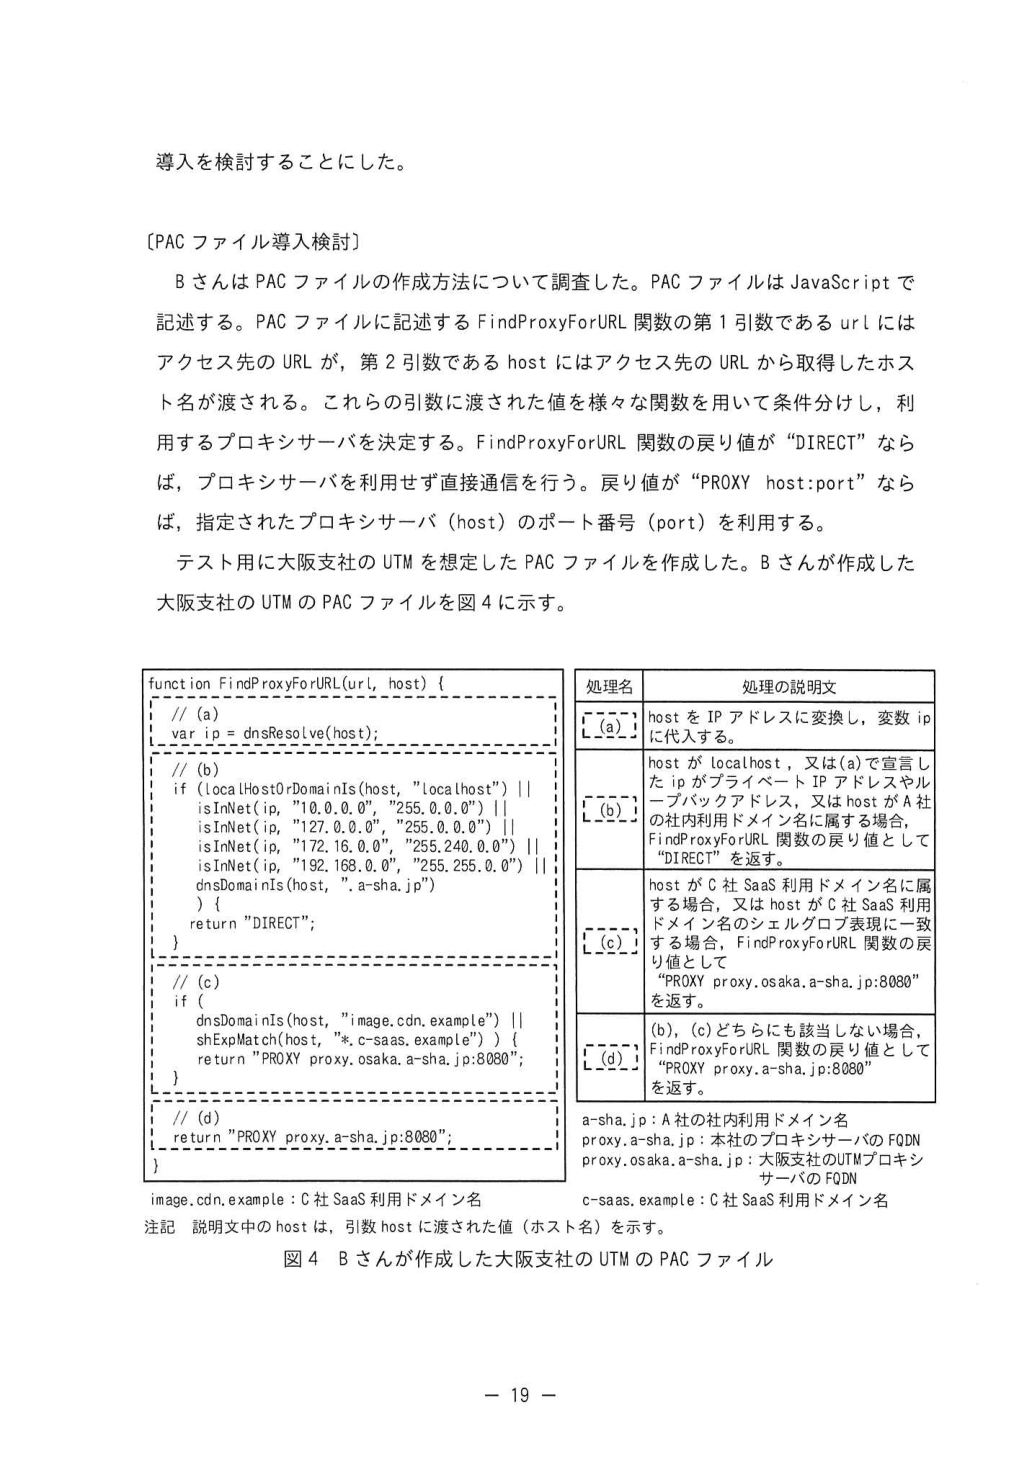 導入を検討することにした。
〔PAC ファイル導入検討〕
B さんは PAC ファイルの作成方法について調査した。PAC ファイルは JavaScript で
記述する。PAC ファイルに記述する FindProxyForURL 関数の第 1 引数である url には
アクセス先の URL が，第 2 引数である host にはアクセス先の URL から取得したホス
ト名が渡される。これらの引数に渡された値を様々な関数を用いて条件分けし，利
用するプロキシサーバを決定する。FindProxyForURL 関数の戻り値が “DIRECT” なら
ば，プロキシサーバを利用せず直接通信を行う。戻り値が “PROXY host:port” なら
ば，指定されたプロキシサーバ（host）のポート番号（port）を利用する。
テスト用に大阪支社の UTM を想定した PAC ファイルを作成した。B さんが作成した
大阪支社の UTM の PAC ファイルを図 4 に示す。
function FindProxyForURL(url, host) {
// (a)
var ip = dnsResolve(host);
// (b)
if (localHostOrDomainIs(host, "localhost") ||
isInNet(ip, "10.0.0.0", "255.0.0.0") ||
isInNet(ip, "127.0.0.0", "255.0.0.0") ||
isInNet(ip, "172.16.0.0", "255.240.0.0") ||
isInNet(ip, "192.168.0.0", "255.255.0.0") ||
dnsDomainIs(host, ".a-sha.jp")
) {
return "DIRECT";
}
// (c)
if (
dnsDomainIs(host, "image.cdn.example") ||
shExpMatch(host, "*.c-saas.example") ) {
return "PROXY proxy.osaka.a-sha.jp:8080";
}
// (d)
return "PROXY proxy.a-sha.jp:8080";
}
処理名 処理の説明文
(a) host を IP アドレスに変換し，変数 ip
に代入する。
(b) host が localhost，又は(a)で宣言し
た ip がプライベート IP アドレスやル
ープバックアドレス，又は host が A 社
の社内利用ドメイン名に属する場合，
FindProxyForURL 関数の戻り値として
“DIRECT” を返す。
(c) host が C 社 SaaS 利用ドメイン名に属
する場合，又は host が C 社 SaaS 利用
ドメイン名のシェルグロブ表現に一致
する場合，FindProxyForURL 関数の戻
り値として
“PROXY proxy.osaka.a-sha.jp:8080”
を返す。
(d) (b)，(c)どちらにも該当しない場合，
FindProxyForURL 関数の戻り値として
“PROXY proxy.a-sha.jp:8080”
を返す。
a-sha.jp：A 社の社内利用ドメイン名
proxy.a-sha.jp：本社のプロキシサーバの FQDN
proxy.osaka.a-sha.jp：大阪支社のUTMプロキシ
サーバの FQDN
image.cdn.example：C 社 SaaS 利用ドメイン名
c-saas.example：C 社 SaaS 利用ドメイン名
注記 説明文中の host は，引数 host に渡された値（ホスト名）を示す。
図 4 B さんが作成した大阪支社の UTM の PAC ファイル
－ 19 －